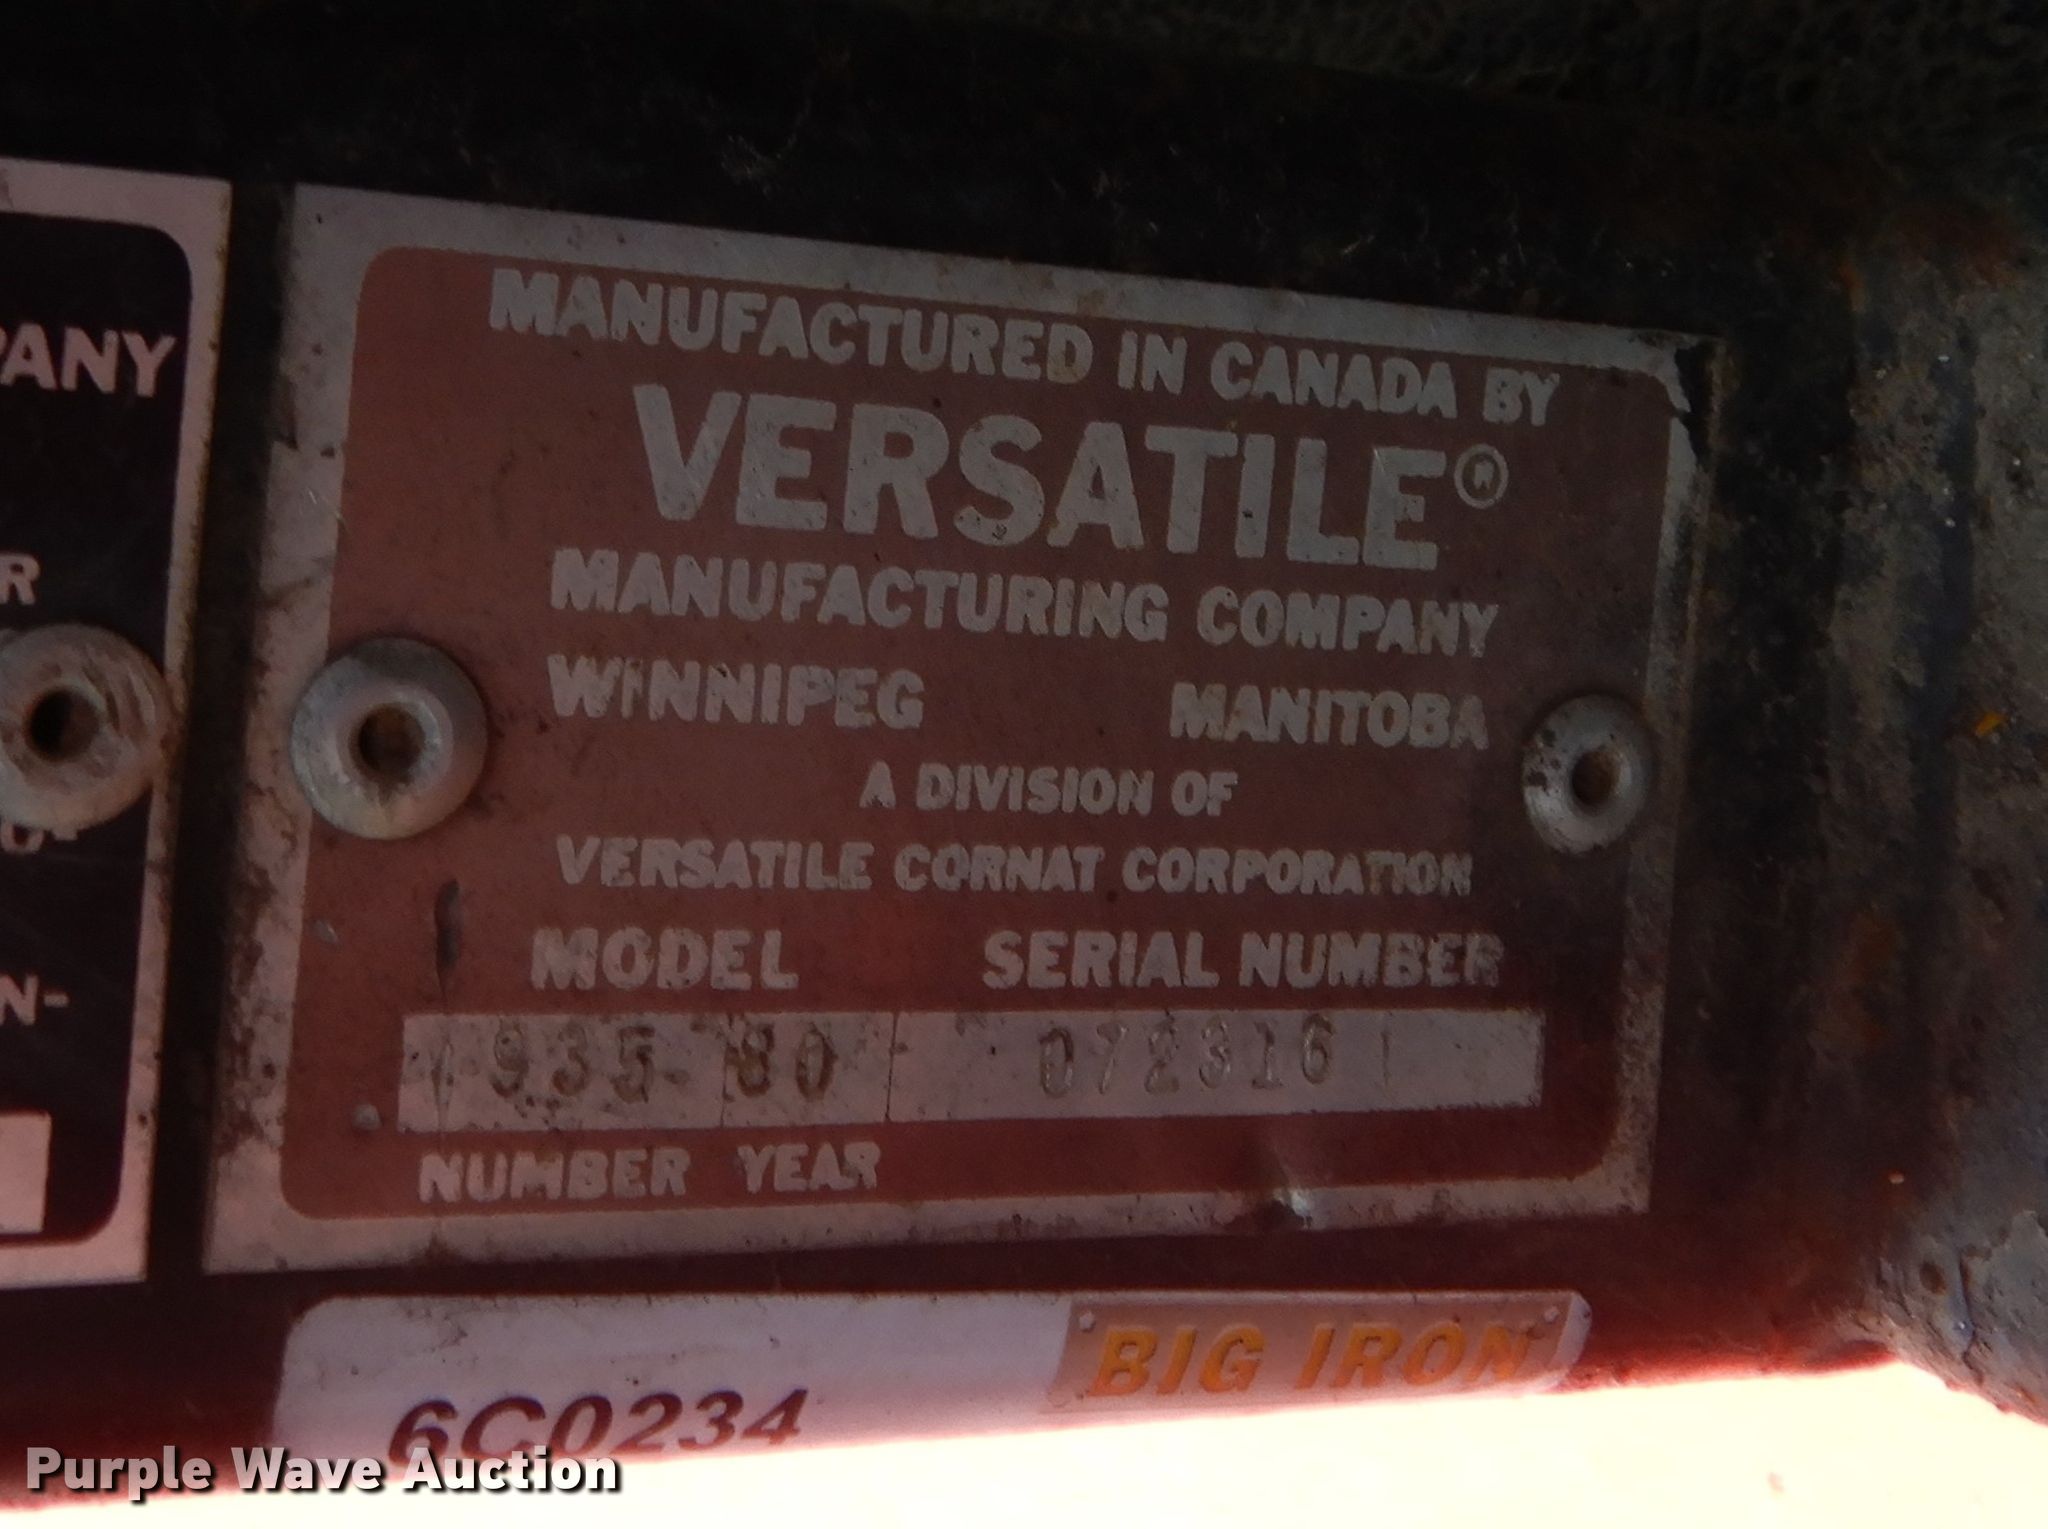 PANY
R
MANUFACTURED IN CANADA BY
VERSATILE®
MANUFACTURING COMPANY
WINNIPEG MANITOBA
A DIVISION OF
VERSATILE CORNAT CORPORATION
MODEL SERIAL NUMBER
935 80 072316
NUMBER YEAR
N-
6C0234 BIG IRON
Purple Wave Auction